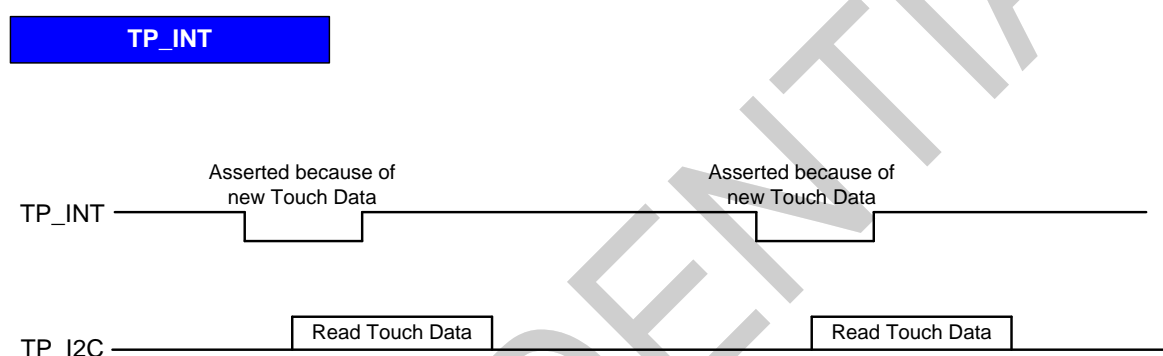 TP_INT
Asserted because of
new Touch Data
Asserted because of
new Touch Data
TP_INT
Read Touch Data
Read Touch Data
TP_I2C